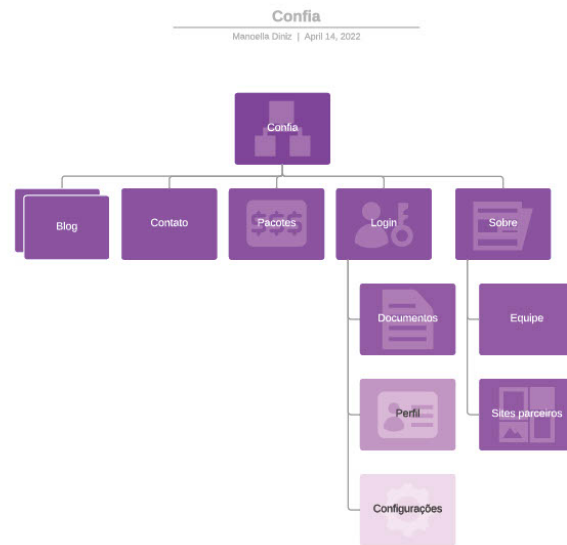 Confia
Manoella Diniz | April 14, 2022
Confia
Blog
Contato
Pacotes
$$$
Login
Sobre
Documentos
Equipe
Perfil
Sites parceiros
Configurações